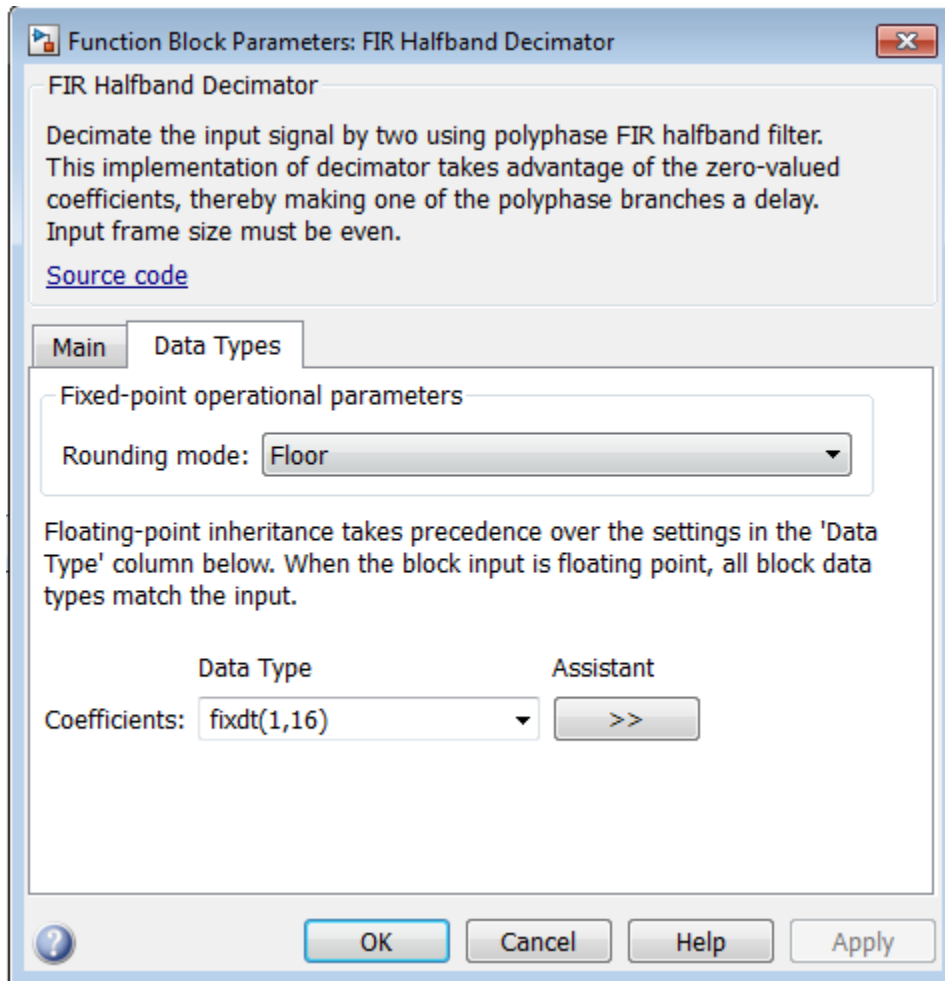 Function Block Parameters: FIR Halfband Decimator
FIR Halfband Decimator
Decimate the input signal by two using polyphase FIR halfband filter.
This implementation of decimator takes advantage of the zero-valued
coefficients, thereby making one of the polyphase branches a delay.
Input frame size must be even.
Source code
Main Data Types
Fixed-point operational parameters
Rounding mode: Floor
Floating-point inheritance takes precedence over the settings in the 'Data
Type' column below. When the block input is floating point, all block data
types match the input.
Data Type Assistant
Coefficients: fixdt(1,16) >>
? OK Cancel Help Apply